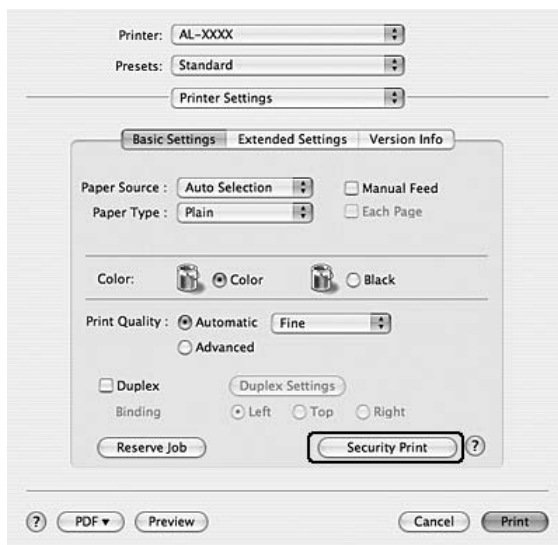 Printer: AL-XXXX
Presets: Standard
Printer Settings
Basic Settings Extended Settings Version Info
Paper Source : Auto Selection Manual Feed
Paper Type : Plain Each Page
Color: Color Black
Print Quality : Automatic Fine
Advanced
Duplex Duplex Settings
Binding Left Top Right
Reserve Job Security Print ?
? PDF ▾ Preview Cancel Print